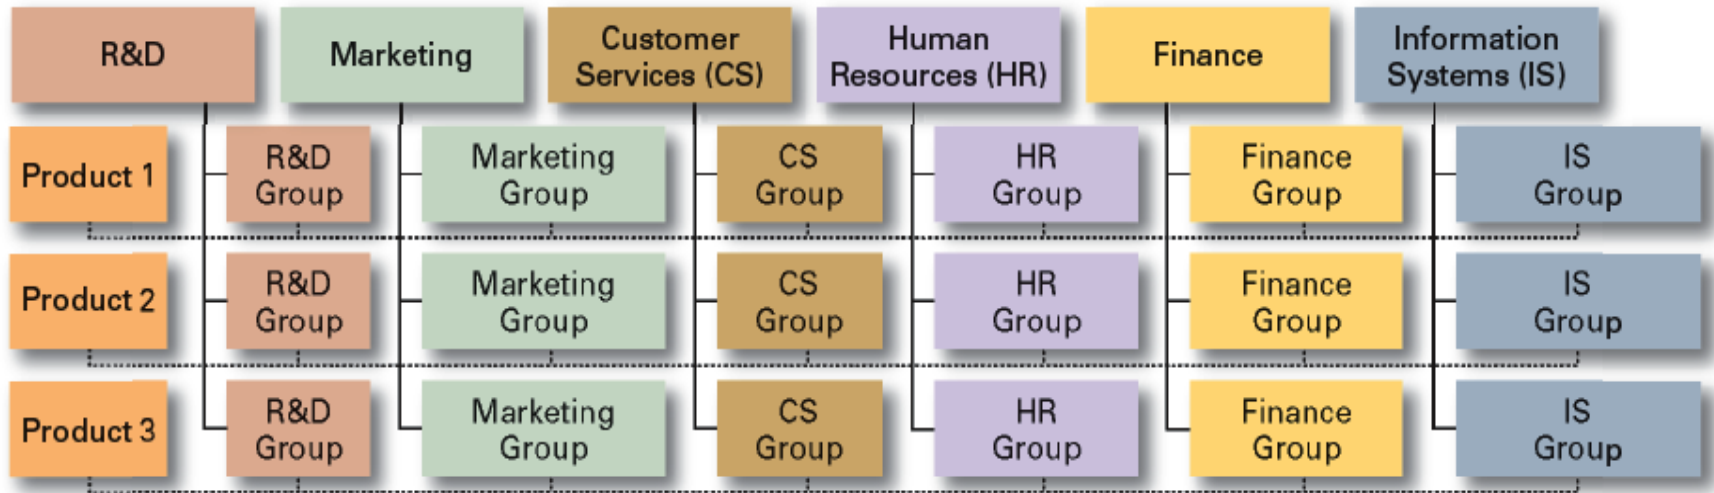 R&D
Marketing
Customer
Services (CS)
Human
Resources (HR)
Finance
Information
Systems (IS)
Product 1
R&D
Group
Marketing
Group
CS
Group
HR
Group
Finance
Group
IS
Group
Product 2
R&D
Group
Marketing
Group
CS
Group
HR
Group
Finance
Group
IS
Group
Product 3
R&D
Group
Marketing
Group
CS
Group
HR
Group
Finance
Group
IS
Group